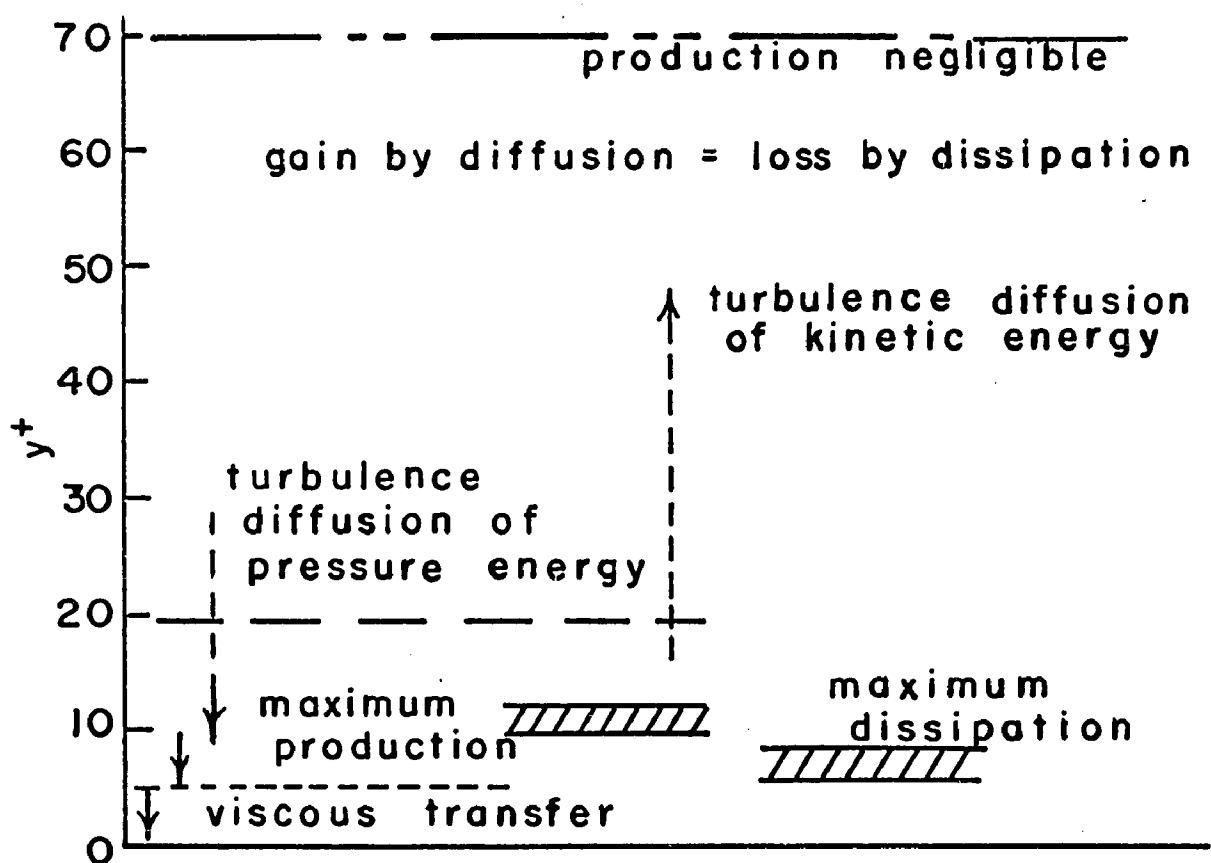 70
production negligible
60
gain by diffusion = loss by dissipation
50
turbulence diffusion
of kinetic energy
40
y+
turbulence
30
diffusion of
pressure energy
20
maximum
production
10
maximum
dissipation
viscous transfer
0